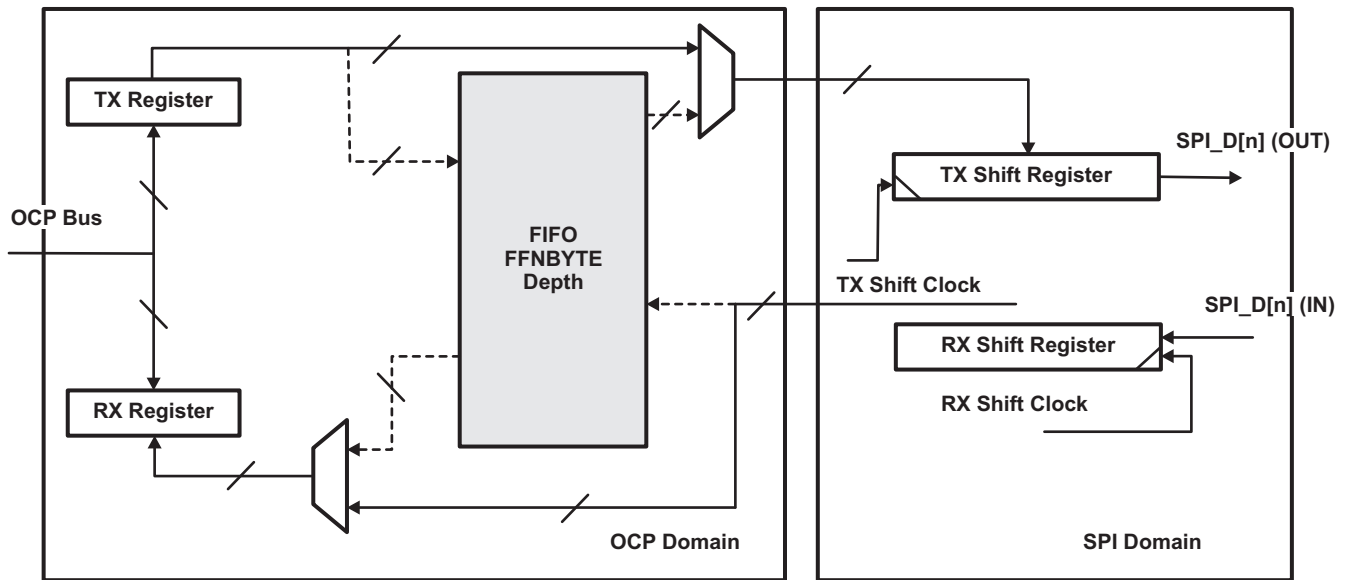 TX Register
OCP Bus
RX Register
FIFO
FFNBYTE
Depth
OCP Domain
SPI_D[n] (OUT)
TX Shift Register
TX Shift Clock
SPI_D[n] (IN)
RX Shift Register
RX Shift Clock
SPI Domain